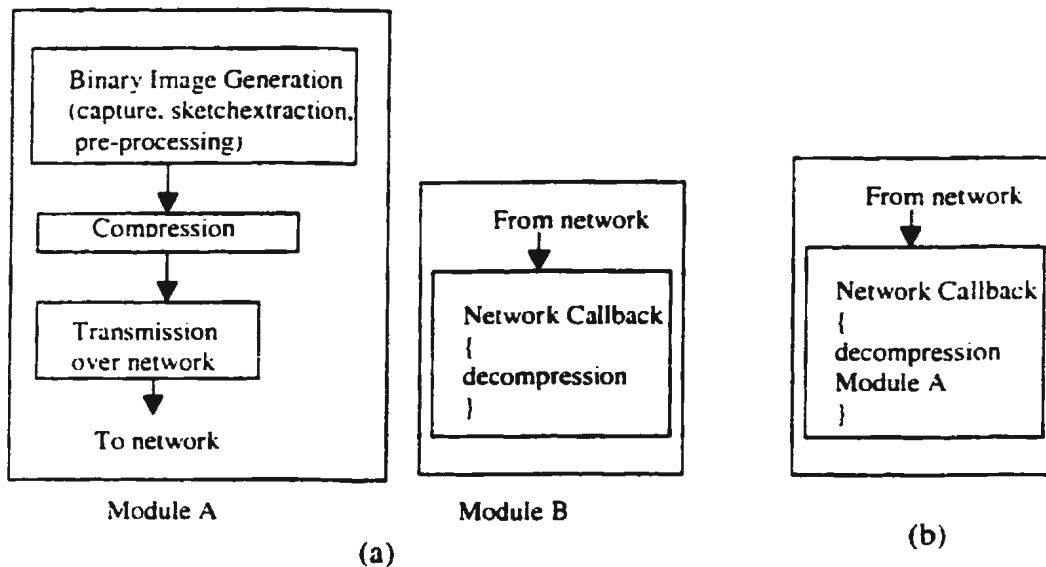 Binary Image Generation
(capture, sketchextraction,
pre-processing)
Compression
Transmission
over network
To network
Module A
From network
Network Callback
{
decompression
}
Module B
(a)
From network
Network Callback
{
decompression
Module A
}
(b)